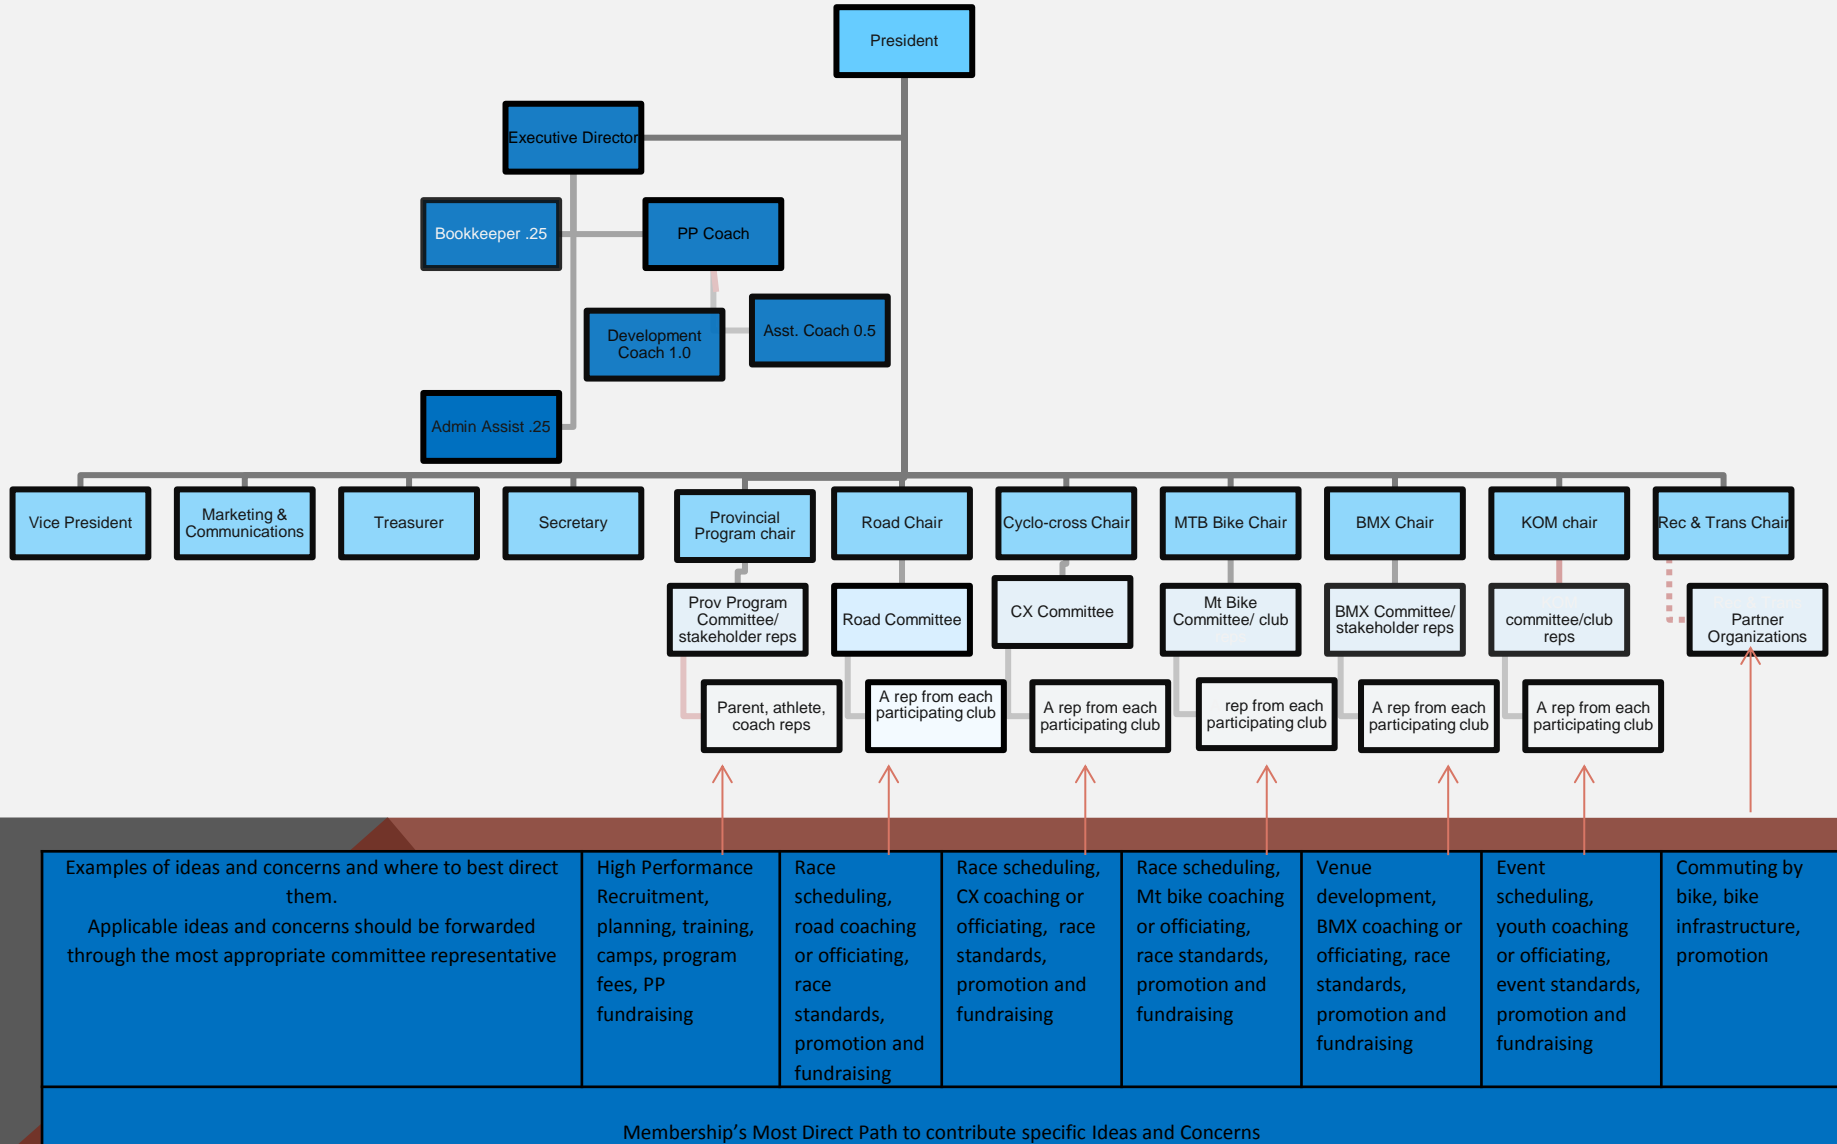 President
Executive Director
Bookkeeper .25
PP Coach
Development
Coach 1.0
Asst. Coach 0.5
Admin Assist .25
Vice President
Marketing &
Communications
Treasurer
Secretary
Provincial
Program chair
Road Chair
Cyclo-cross Chair
MTB Bike Chair
BMX Chair
KOM chair
Rec & Trans Chair
Prov Program
Committee/
stakeholder reps
Road Committee
CX Committee
Mt Bike
Committee/ club
BMX Committee/
stakeholder reps
committee/club
reps
Partner
Organizations
Parent, athlete,
coach reps
A rep from each
participating club
A rep from each
participating club
rep from each
participating club
A rep from each
participating club
A rep from each
participating club
Examples of ideas and concerns and where to best direct
them.
Applicable ideas and concerns should be forwarded
through the most appropriate committee representative
High Performance
Recruitment,
planning, training,
camps, program
fees, PP
fundraising
Race
scheduling,
road coaching
or officiating,
race
standards,
promotion and
fundraising
Race scheduling,
CX coaching or
officiating, race
standards,
promotion and
fundraising
Race scheduling,
Mt bike coaching
or officiating,
race standards,
promotion and
fundraising
Venue
development,
BMX coaching or
officiating, race
standards,
promotion and
fundraising
Event
scheduling,
youth coaching
or officiating,
event standards,
promotion and
fundraising
Commuting by
bike, bike
infrastructure,
promotion
Membership's Most Direct Path to contribute specific Ideas and Concerns